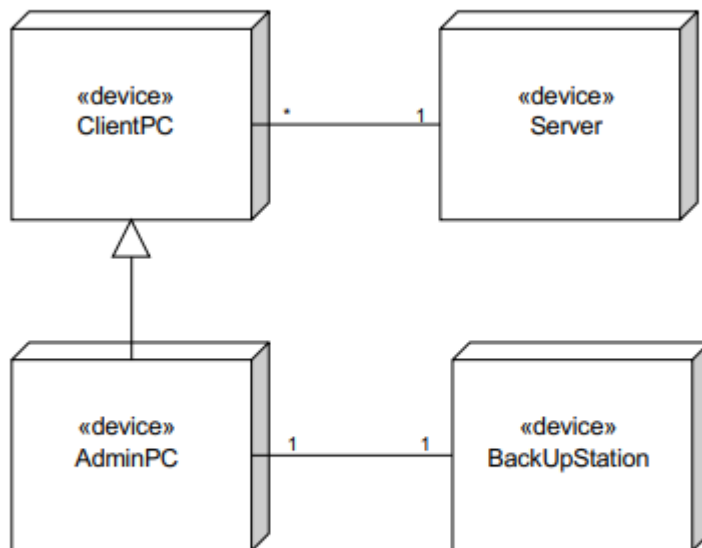 «device»
ClientPC
*
1
«device»
Server
«device»
AdminPC
1
1
«device»
BackUpStation